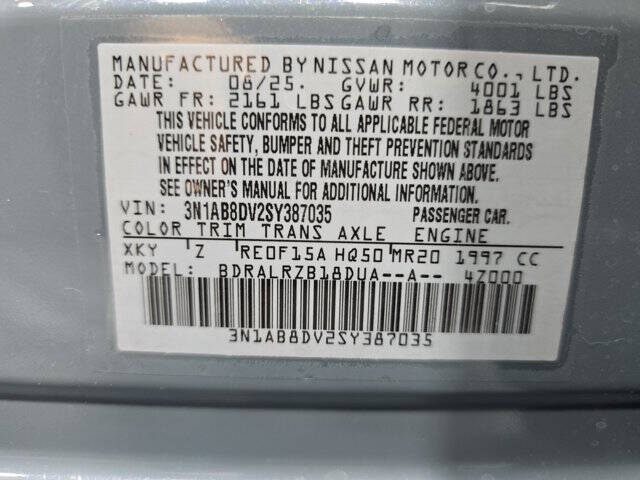 MANUFACTURED BY NISSAN MOTOR CO., LTD.
DATE: 08/25. GVWR: 4001 LBS
GAWR FR: 2161 LBS GAWR RR: 1863 LBS
THIS VEHICLE CONFORMS TO ALL APPLICABLE FEDERAL MOTOR
VEHICLE SAFETY, BUMPER AND THEFT PREVENTION STANDARDS
IN EFFECT ON THE DATE OF MANUFACTURE SHOWN ABOVE.
SEE OWNER'S MANUAL FOR ADDITIONAL INFORMATION.
VIN: 3N1AB8DV2SY387035 PASSENGER CAR.
COLOR TRIM TRANS AXLE ENGINE
XKY Z RE0F15A HQ50 MR20 1997 CC
MODEL: BDRALRZB18DUA--A-- 4Z000
3N1AB8DV2SY387035